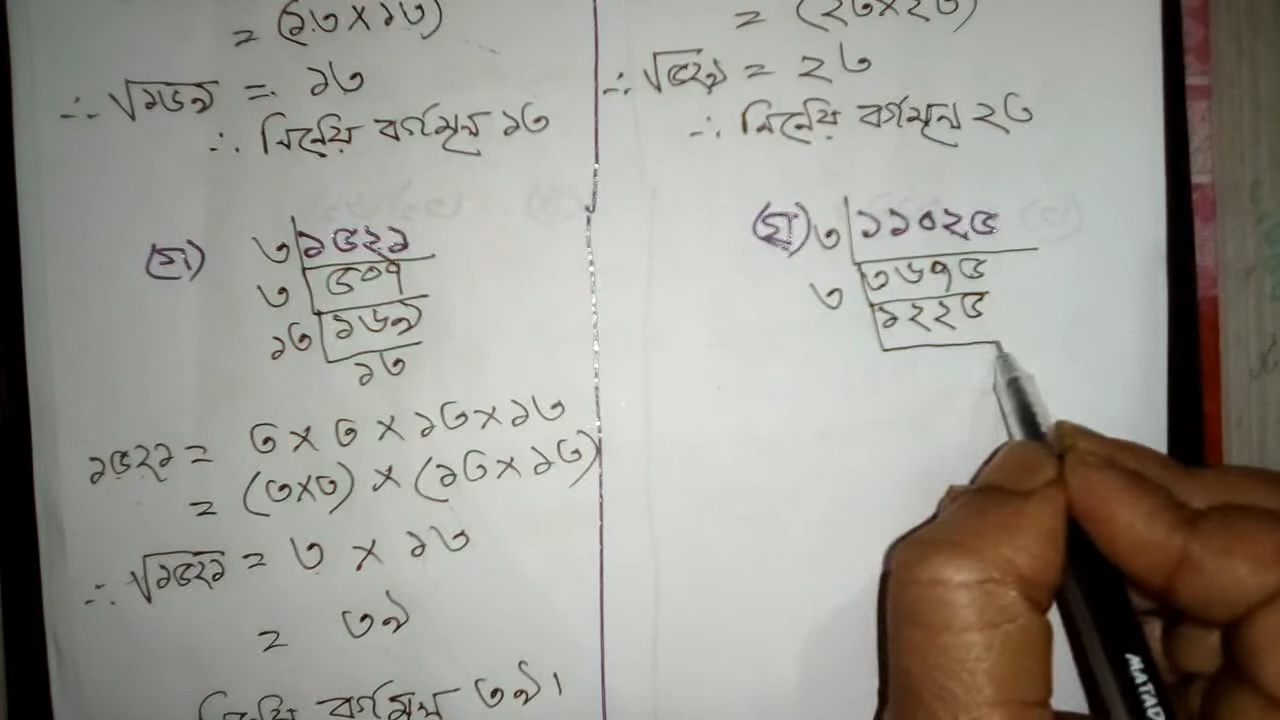 = (১৩×১৩)
∴ √১৬৯ = ১৩
∴ নির্ণেয় বর্গমূল ১৩
(গ) ৩ ১৫২১
৩ ৫০৭
১৩ ১৬৯
১৩
১৫২১ = ৩ × ৩ × ১৩ × ১৩
= (৩×৩) × (১৩×১৩)
∴ √১৫২১ = ৩ × ১৩
= ৩৯
নির্ণেয় বর্গমূল ৩৯।
= (২৩×২৩)
∴ √৫২৯ = ২৩
∴ নির্ণেয় বর্গমূল ২৩
(ঘ) ৩ ১১০২৫
৩ ৩৬৭৫
১২২৫
MATAD